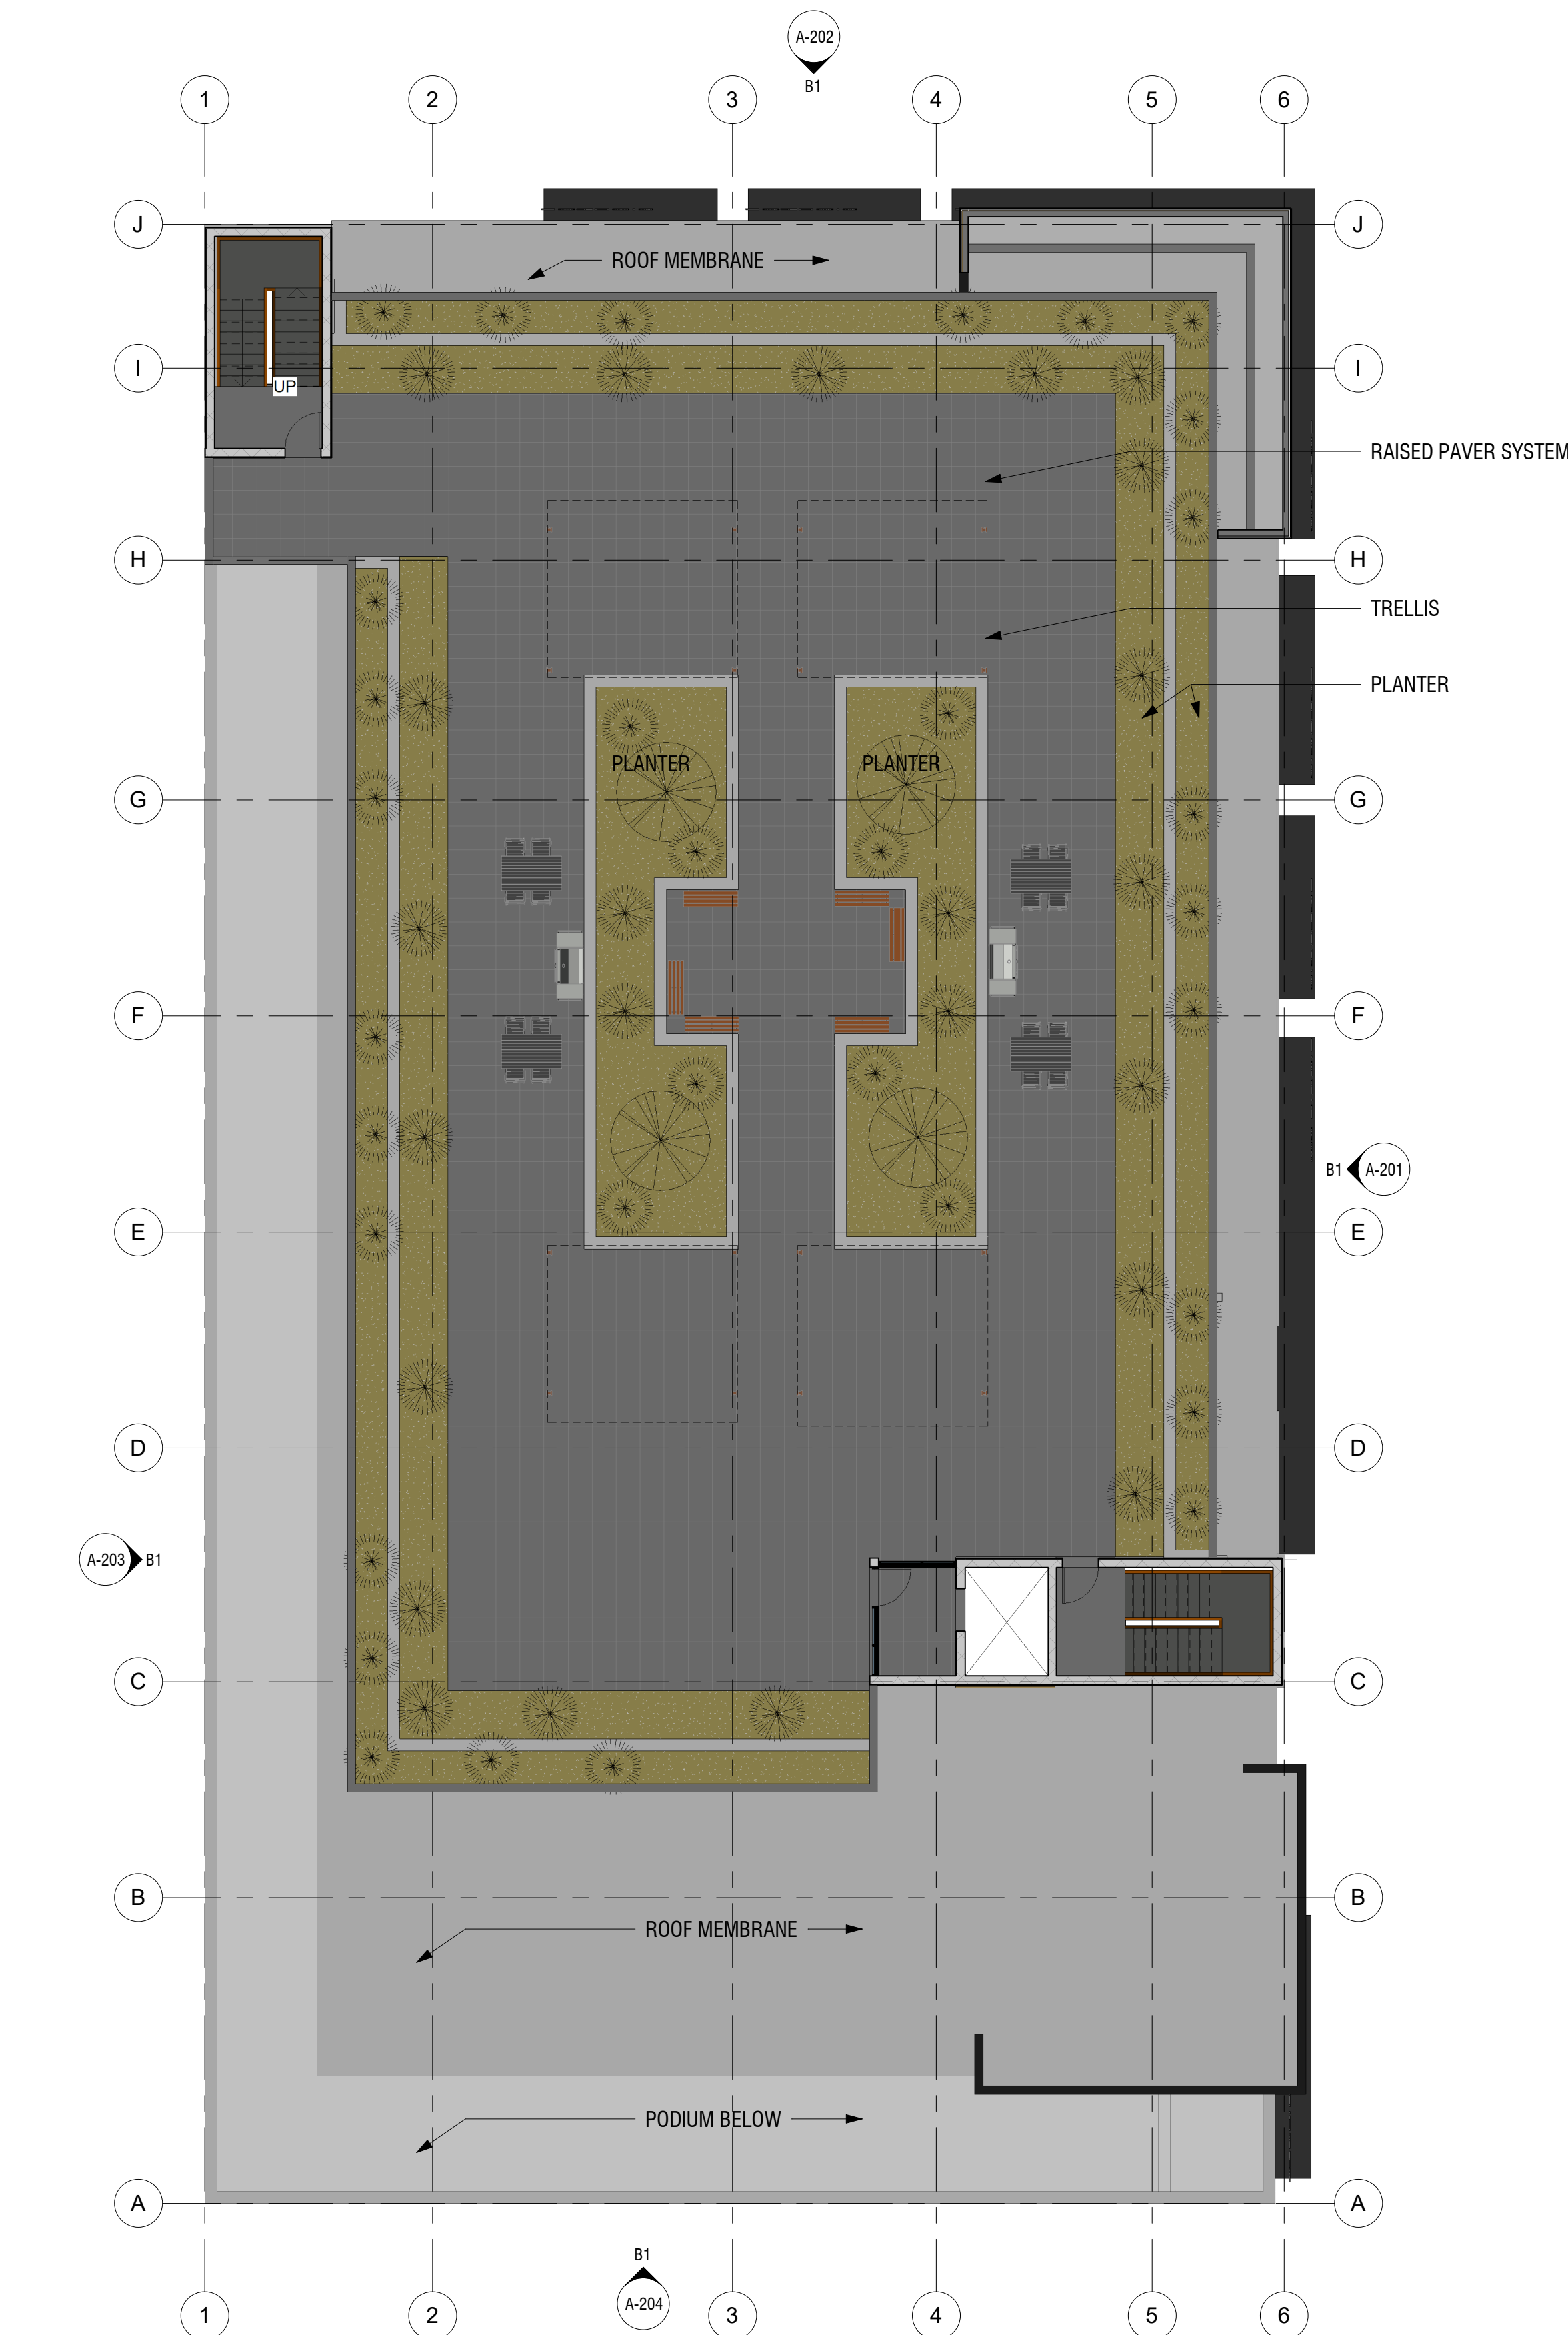 A-202
B1
1 2 3 4 5 6
J J
ROOF MEMBRANE
I I
UP
RAISED PAVER SYSTEM
H H
TRELLIS
PLANTER
PLANTER PLANTER
G G
F F
B1 A-201
E E
D D
A-203 B1
C C
B B
ROOF MEMBRANE
PODIUM BELOW
A A
B1
A-204
1 2 3 4 5 6